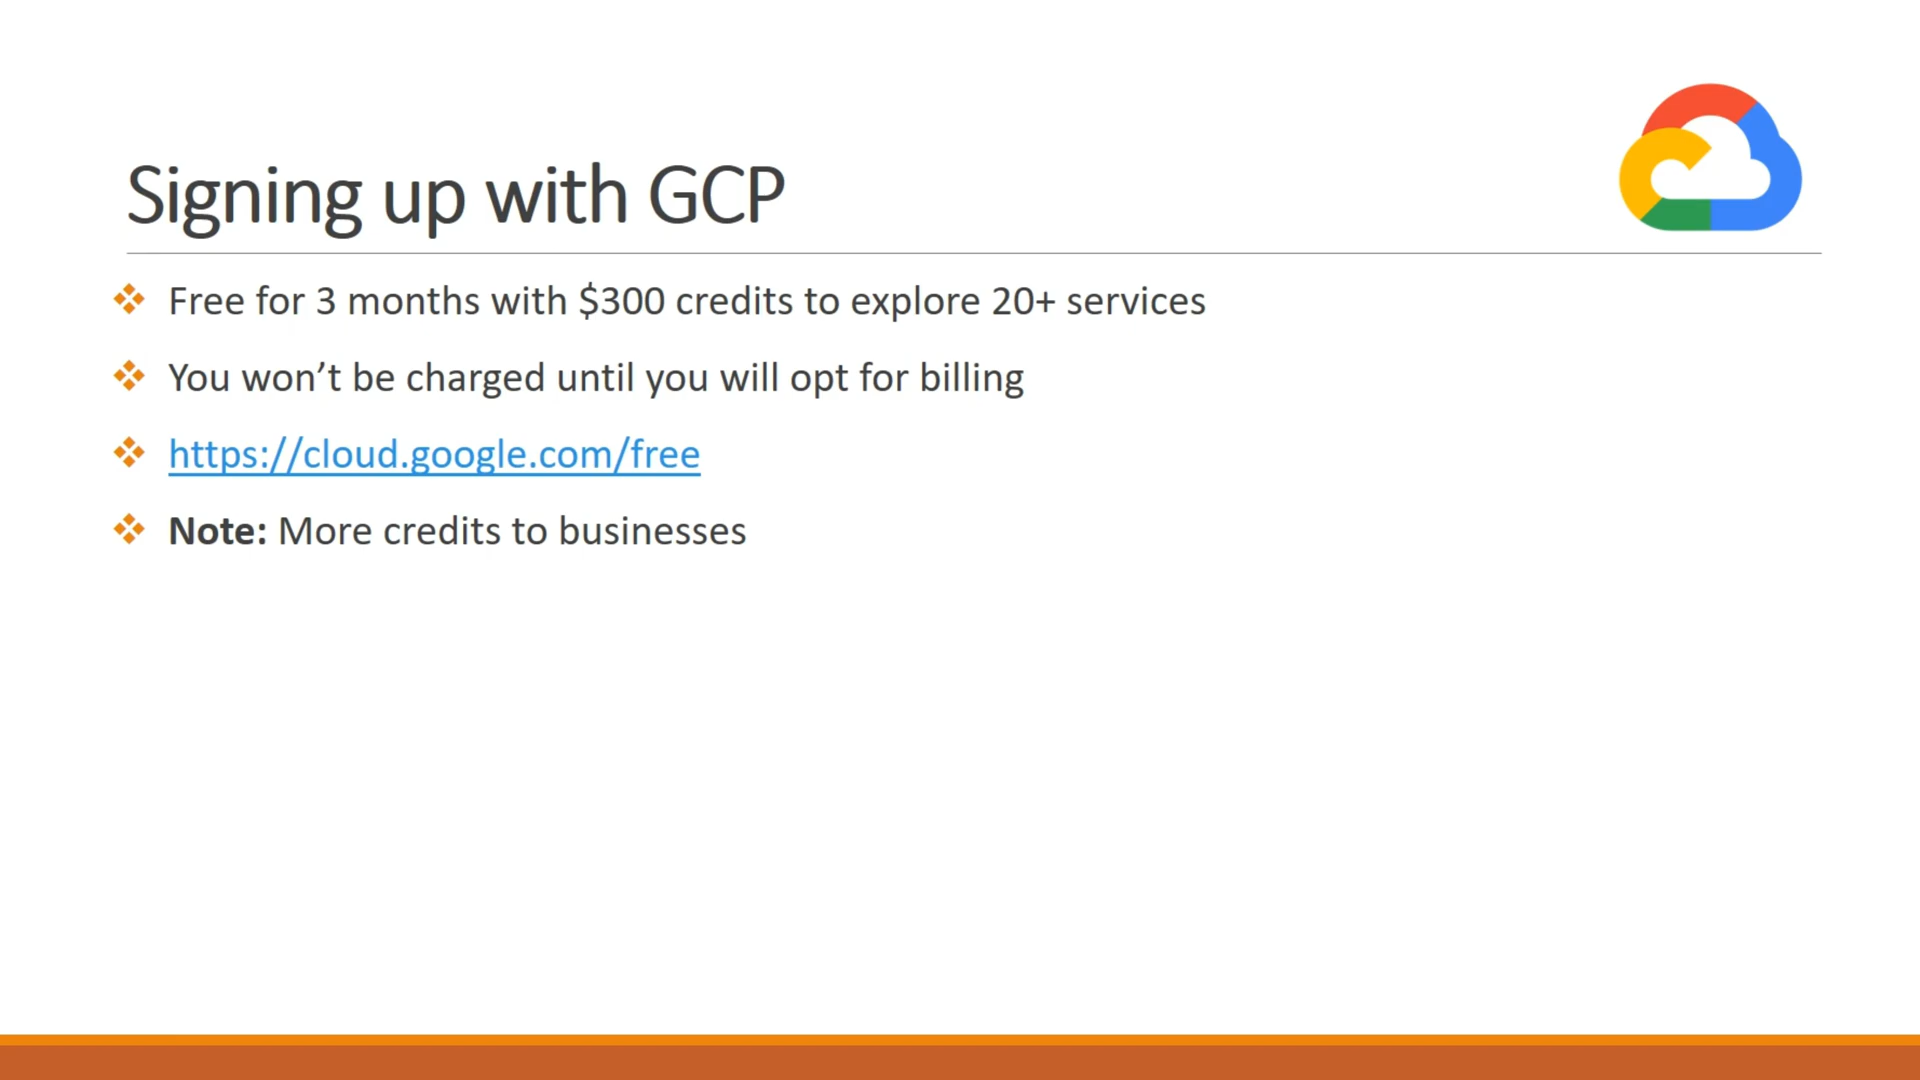 Signing up with GCP
Free for 3 months with $300 credits to explore 20+ services
You won’t be charged until you will opt for billing
https://cloud.google.com/free
Note: More credits to businesses